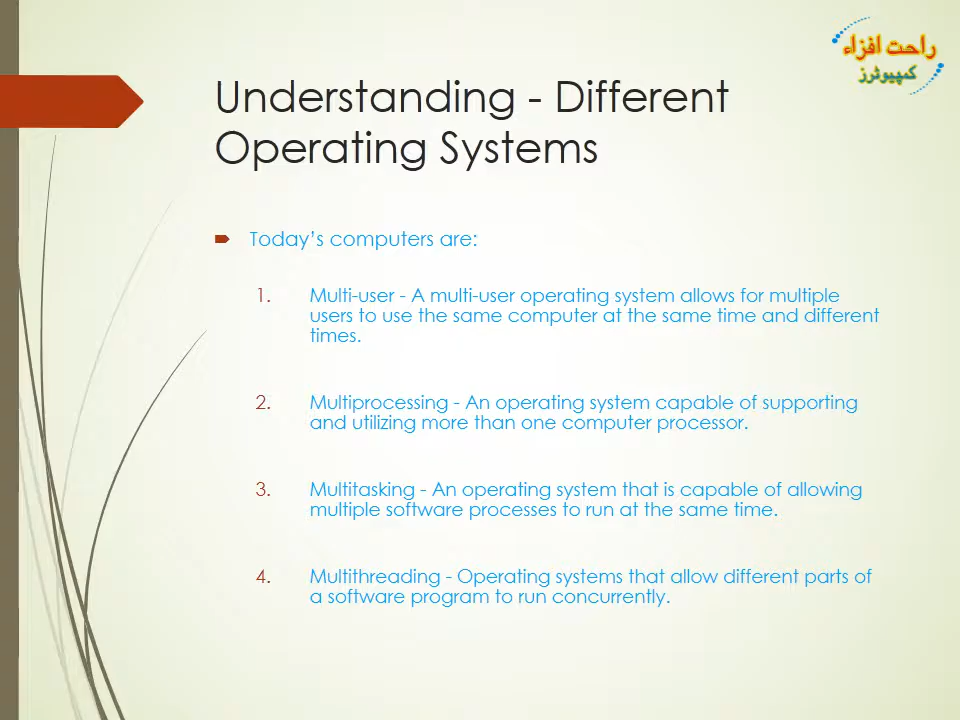 راحت افزاء
کمپیوٹرز
Understanding - Different
Operating Systems
Today’s computers are:
1. Multi-user - A multi-user operating system allows for multiple
users to use the same computer at the same time and different
times.
2. Multiprocessing - An operating system capable of supporting
and utilizing more than one computer processor.
3. Multitasking - An operating system that is capable of allowing
multiple software processes to run at the same time.
4. Multithreading - Operating systems that allow different parts of
a software program to run concurrently.